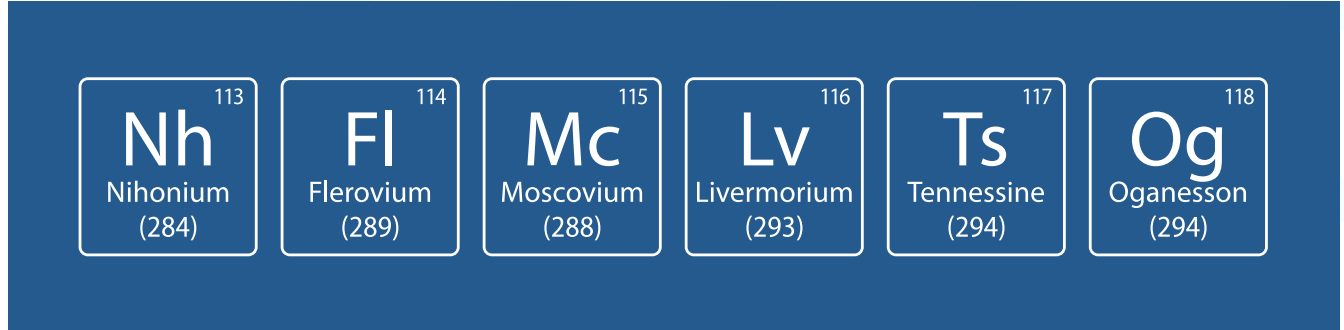 113
Nh
Nihonium
(284)
114
Fl
Flerovium
(289)
115
Mc
Moscovium
(288)
116
Lv
Livermorium
(293)
117
Ts
Tennessine
(294)
118
Og
Oganesson
(294)